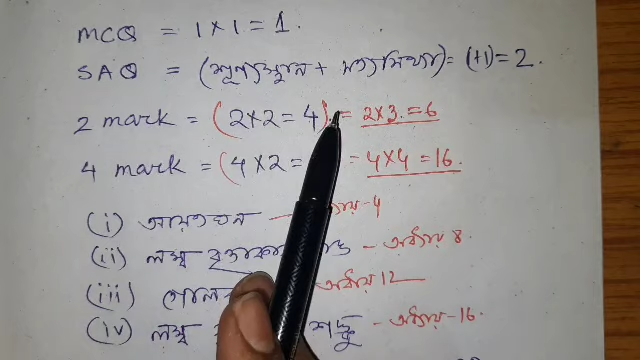 MCQ = 1×1 = 1.
SAQ = (শূন্যস্থান + সত্যমিথ্যা) = (1+1) = 2.
2 mark = (2×2 = 4) = 2×3 = 6
4 mark = (4×2 = = 4×4 = 16.
(i) আয়তঘন - 4
(ii) লম্ব - অধ্যায় 8.
(iii) অধ্যায় 12
(iv) লম্ব শঙ্কু - অধ্যায় - 16.